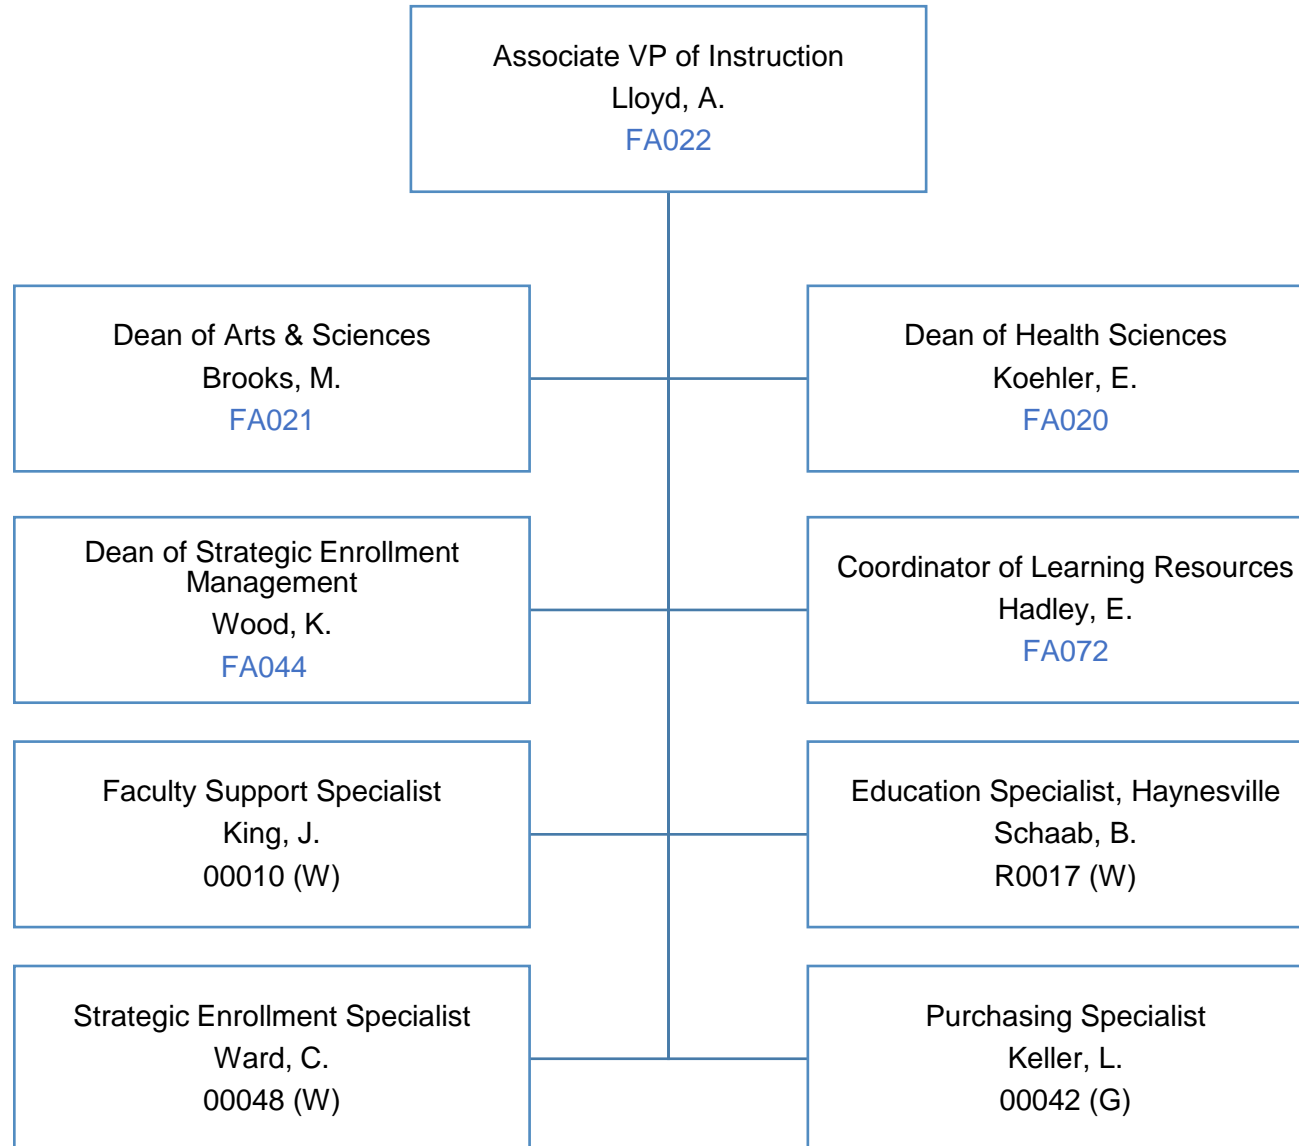 Associate VP of Instruction
Lloyd, A.
FA022
Dean of Arts & Sciences
Brooks, M.
FA021
Dean of Health Sciences
Koehler, E.
FA020
Dean of Strategic Enrollment
Management
Wood, K.
FA044
Coordinator of Learning Resources
Hadley, E.
FA072
Faculty Support Specialist
King, J.
00010 (W)
Education Specialist, Haynesville
Schaab, B.
R0017 (W)
Strategic Enrollment Specialist
Ward, C.
00048 (W)
Purchasing Specialist
Keller, L.
00042 (G)